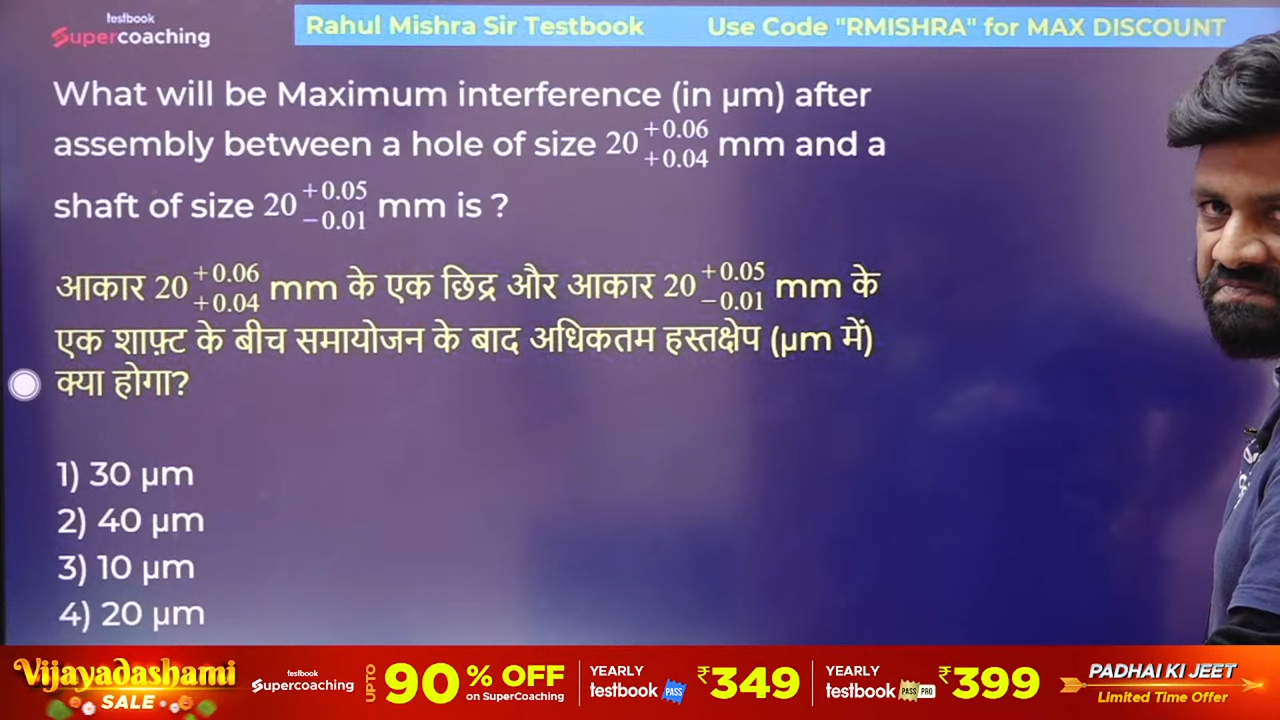 testbook
Supercoaching
Rahul Mishra Sir Testbook Use Code "RMISHRA" for MAX DISCOUNT
What will be Maximum interference (in μm) after
assembly between a hole of size 20 +0.06 +0.04 mm and a
shaft of size 20 +0.05 −0.01 mm is ?
आकार 20 +0.06 +0.04 mm के एक छिद्र और आकार 20 +0.05 −0.01 mm के
एक शाफ़्ट के बीच समायोजन के बाद अधिकतम हस्तक्षेप (μm में)
क्या होगा?
1) 30 μm
2) 40 μm
3) 10 μm
4) 20 μm
Vijayadashami
SALE
testbook
Supercoaching
UPTO 90 % OFF
on SuperCoaching
YEARLY
testbook PASS
₹349
YEARLY
testbook PASS PRO
₹399
PADHAI KI JEET
Limited Time Offer